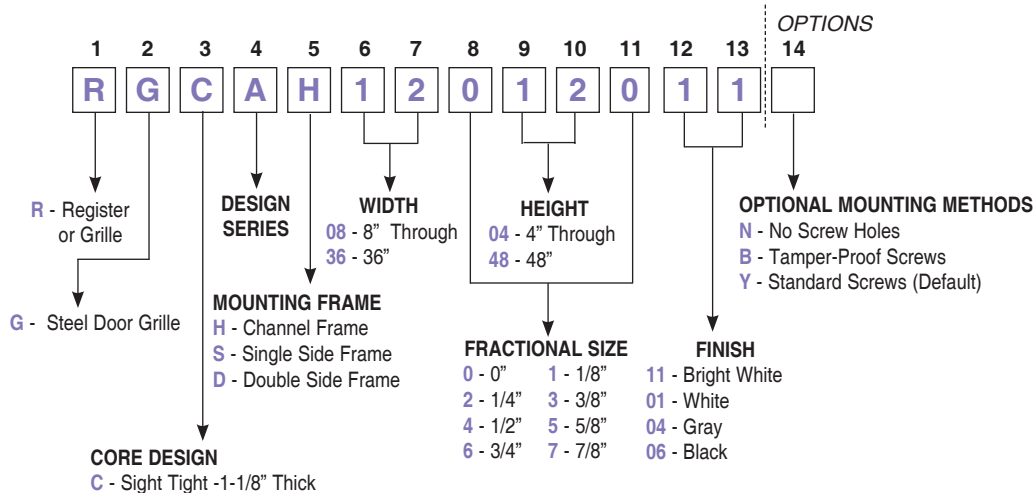 OPTIONS
1 2 3 4 5 6 7 8 9 10 11 12 13 14
R G C A H 1 2 0 1 2 0 1 1
R - Register
or Grille
G - Steel Door Grille
CORE DESIGN
C - Sight Tight -1-1/8” Thick
DESIGN
SERIES
MOUNTING FRAME
H - Channel Frame
S - Single Side Frame
D - Double Side Frame
WIDTH
08 - 8” Through
36 - 36”
HEIGHT
04 - 4” Through
48 - 48”
FRACTIONAL SIZE
0 - 0” 1 - 1/8”
2 - 1/4” 3 - 3/8”
4 - 1/2” 5 - 5/8”
6 - 3/4” 7 - 7/8”
FINISH
11 - Bright White
01 - White
04 - Gray
06 - Black
OPTIONAL MOUNTING METHODS
N - No Screw Holes
B - Tamper-Proof Screws
Y - Standard Screws (Default)